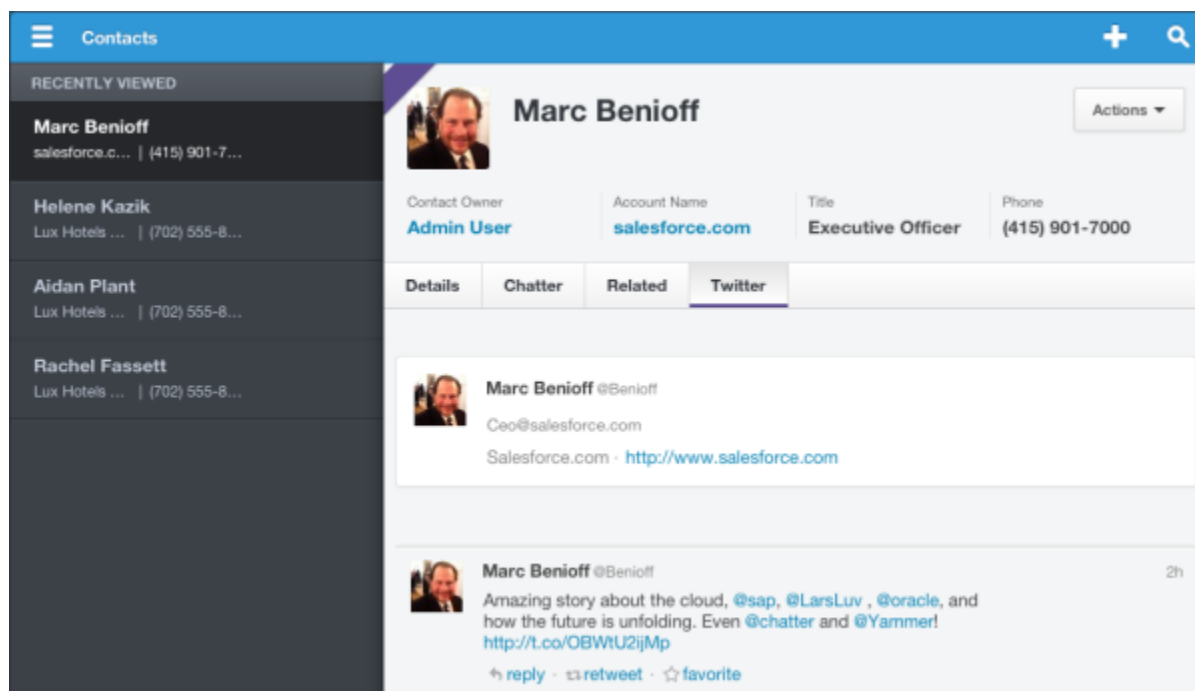 Contacts
RECENTLY VIEWED
Marc Benioff
salesforce.c... | (415) 901-7...
Helene Kazik
Lux Hotels ... | (702) 555-8...
Aidan Plant
Lux Hotels ... | (702) 555-8...
Rachel Fassett
Lux Hotels ... | (702) 555-8...
Marc Benioff
Actions
Contact Owner Account Name Title Phone
Admin User salesforce.com Executive Officer (415) 901-7000
Details Chatter Related Twitter
Marc Benioff @Benioff
Ceo@salesforce.com
Salesforce.com · http://www.salesforce.com
Marc Benioff @Benioff 2h
Amazing story about the cloud, @sap, @LarsLuv , @oracle, and
how the future is unfolding. Even @chatter and @Yammer!
http://t.co/OBWtU2ijMp
reply · retweet · favorite